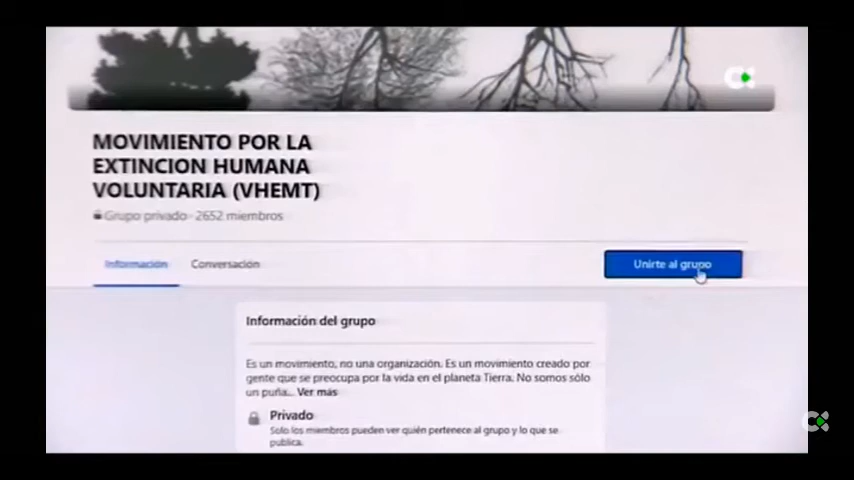 MOVIMIENTO POR LA
EXTINCION HUMANA
VOLUNTARIA (VHEMT)
Grupo privado · 2652 miembros
Información
Conversación
Unirte al grupo
Información del grupo
Es un movimiento, no una organización. Es un movimiento creado por
gente que se preocupa por la vida en el planeta Tierra. No somos sólo
un puña... Ver más
Privado
Solo los miembros pueden ver quién pertenece al grupo y lo que se
publica.